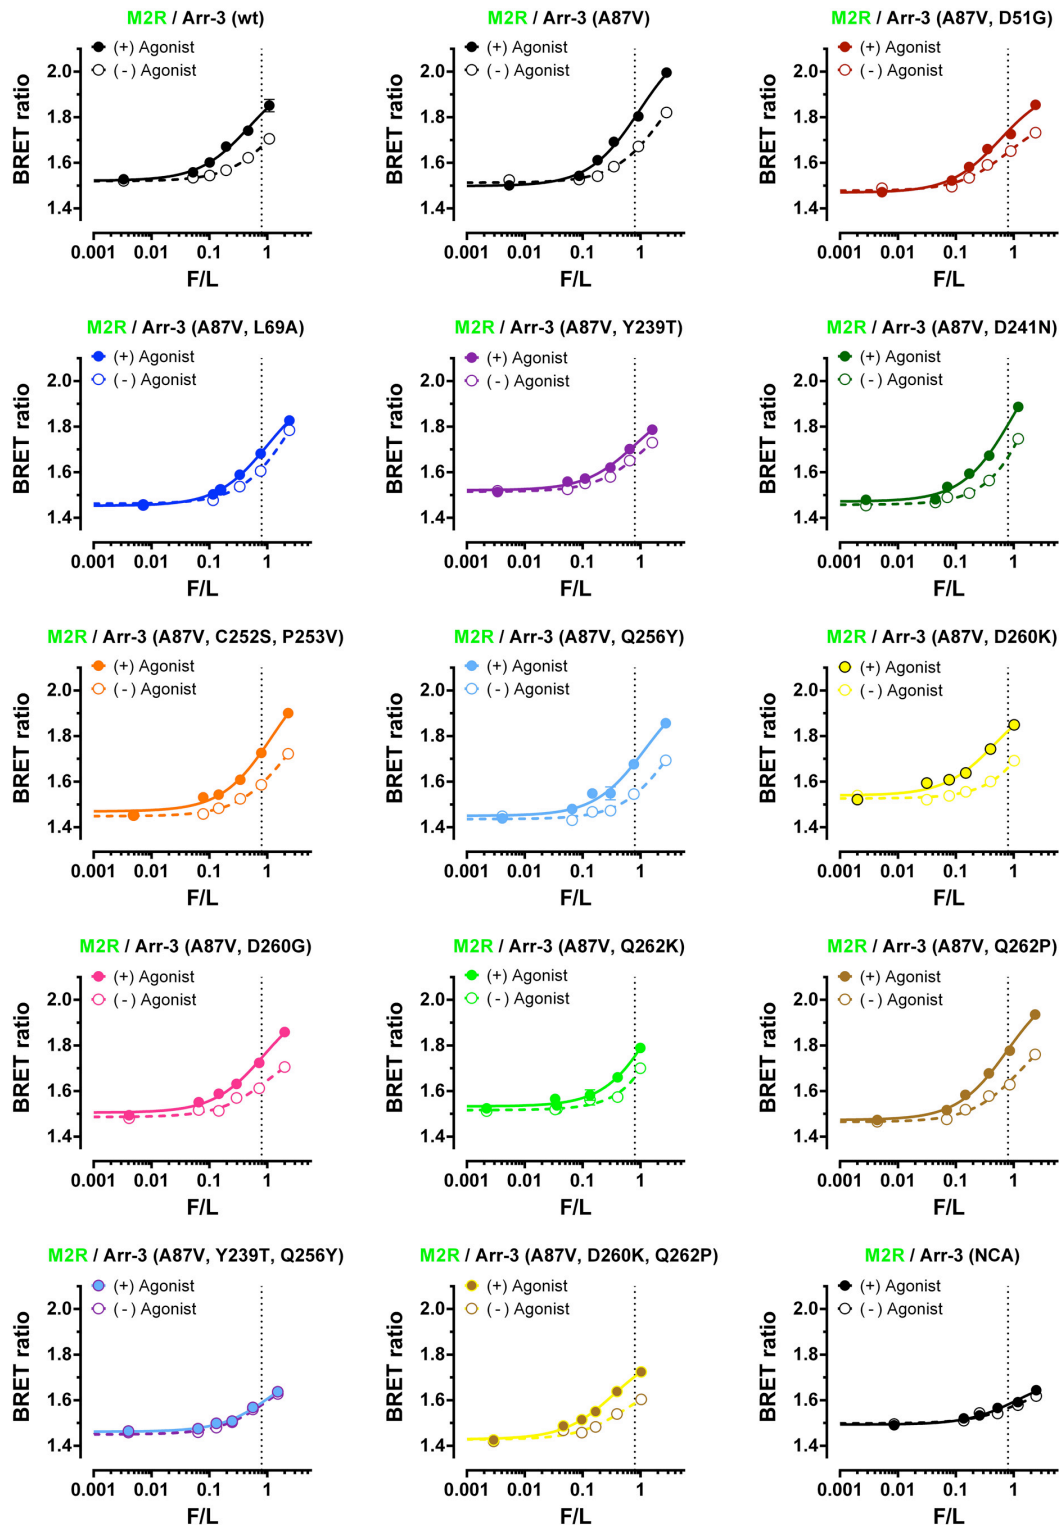 M2R / Arr-3 (wt)
(+) Agonist
(-) Agonist
BRET ratio
2.0
1.8
1.6
1.4
0.001 0.01 0.1 1
F/L
M2R / Arr-3 (A87V)
(+) Agonist
(-) Agonist
BRET ratio
2.0
1.8
1.6
1.4
0.001 0.01 0.1 1
F/L
M2R / Arr-3 (A87V, D51G)
(+) Agonist
(-) Agonist
BRET ratio
2.0
1.8
1.6
1.4
0.001 0.01 0.1 1
F/L
M2R / Arr-3 (A87V, L69A)
(+) Agonist
(-) Agonist
BRET ratio
2.0
1.8
1.6
1.4
0.001 0.01 0.1 1
F/L
M2R / Arr-3 (A87V, Y239T)
(+) Agonist
(-) Agonist
BRET ratio
2.0
1.8
1.6
1.4
0.001 0.01 0.1 1
F/L
M2R / Arr-3 (A87V, D241N)
(+) Agonist
(-) Agonist
BRET ratio
2.0
1.8
1.6
1.4
0.001 0.01 0.1 1
F/L
M2R / Arr-3 (A87V, C252S, P253V)
(+) Agonist
(-) Agonist
BRET ratio
2.0
1.8
1.6
1.4
0.001 0.01 0.1 1
F/L
M2R / Arr-3 (A87V, Q256Y)
(+) Agonist
(-) Agonist
BRET ratio
2.0
1.8
1.6
1.4
0.001 0.01 0.1 1
F/L
M2R / Arr-3 (A87V, D260K)
(+) Agonist
(-) Agonist
BRET ratio
2.0
1.8
1.6
1.4
0.001 0.01 0.1 1
F/L
M2R / Arr-3 (A87V, D260G)
(+) Agonist
(-) Agonist
BRET ratio
2.0
1.8
1.6
1.4
0.001 0.01 0.1 1
F/L
M2R / Arr-3 (A87V, Q262K)
(+) Agonist
(-) Agonist
BRET ratio
2.0
1.8
1.6
1.4
0.001 0.01 0.1 1
F/L
M2R / Arr-3 (A87V, Q262P)
(+) Agonist
(-) Agonist
BRET ratio
2.0
1.8
1.6
1.4
0.001 0.01 0.1 1
F/L
M2R / Arr-3 (A87V, Y239T, Q256Y)
(+) Agonist
(-) Agonist
BRET ratio
2.0
1.8
1.6
1.4
0.001 0.01 0.1 1
F/L
M2R / Arr-3 (A87V, D260K, Q262P)
(+) Agonist
(-) Agonist
BRET ratio
2.0
1.8
1.6
1.4
0.001 0.01 0.1 1
F/L
M2R / Arr-3 (NCA)
(+) Agonist
(-) Agonist
BRET ratio
2.0
1.8
1.6
1.4
0.001 0.01 0.1 1
F/L